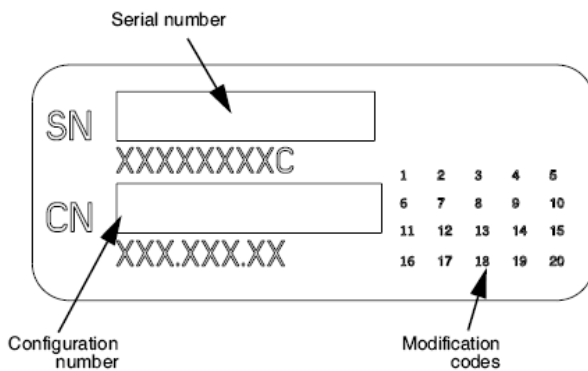 Serial number
SN
XXXXXXXXC
CN
XXX.XXX.XX
1 2 3 4 5
6 7 8 9 10
11 12 13 14 15
16 17 18 19 20
Configuration
number
Modification
codes